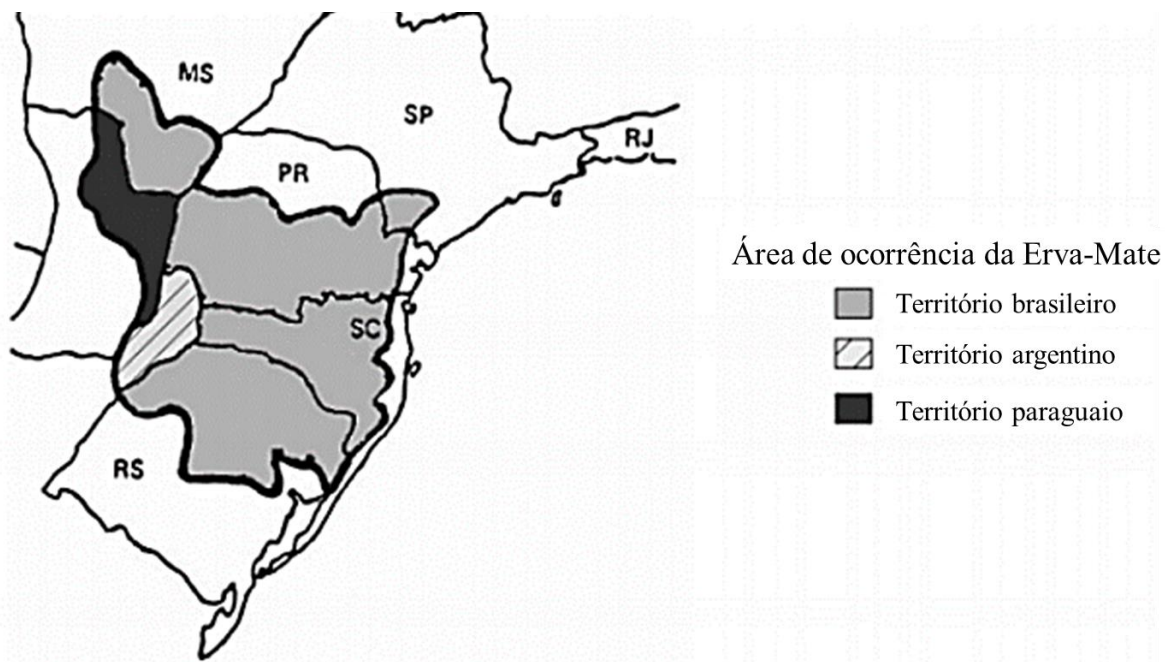 MS
SP
RJ
PR
SC
RS
Área de ocorrência da Erva-Mate
Território brasileiro
Território argentino
Território paraguaio